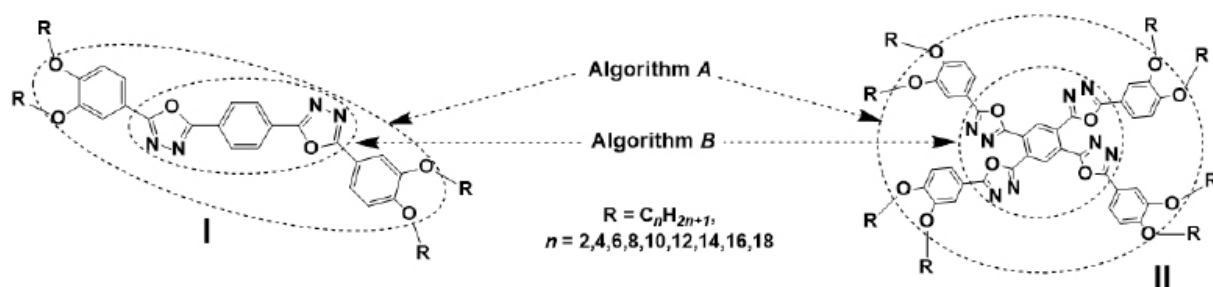 R
O
R
O
O
N-N
N N
O
O
R
O
R
I
Algorithm A
Algorithm B
R = CnH2n+1,
n = 2,4,6,8,10,12,14,16,18
R
O
R
O
O
N-N
R
O
R
O
N N
O
N N
O
O
N-N
R
O
R
O
R
O
R
O
II